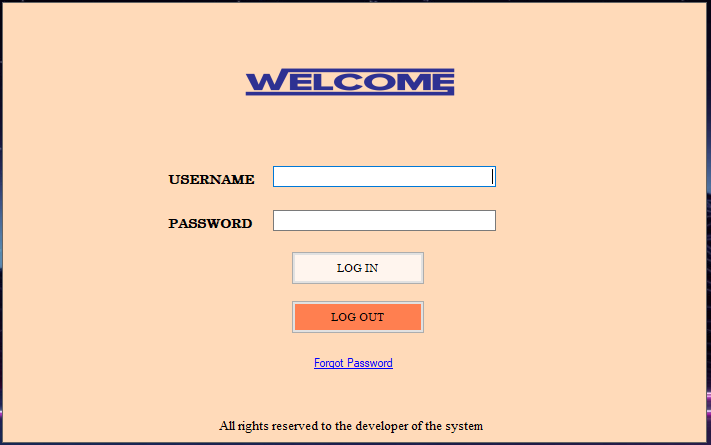 WELCOME
USERNAME
PASSWORD
LOG IN
LOG OUT
Forgot Password
All rights reserved to the developer of the system